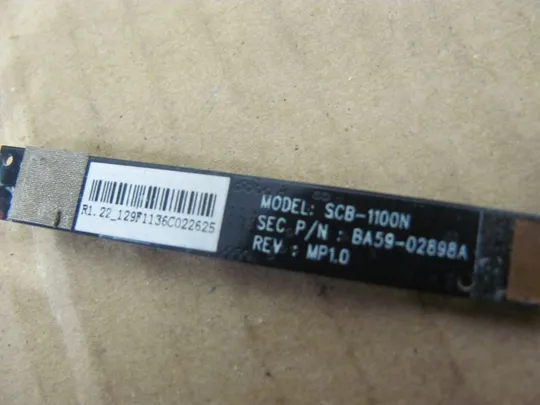 R1.22_129F1136C022625
MODEL: SCB-1100N
SEC P/N : BA59-02898A
REV : MP1.0